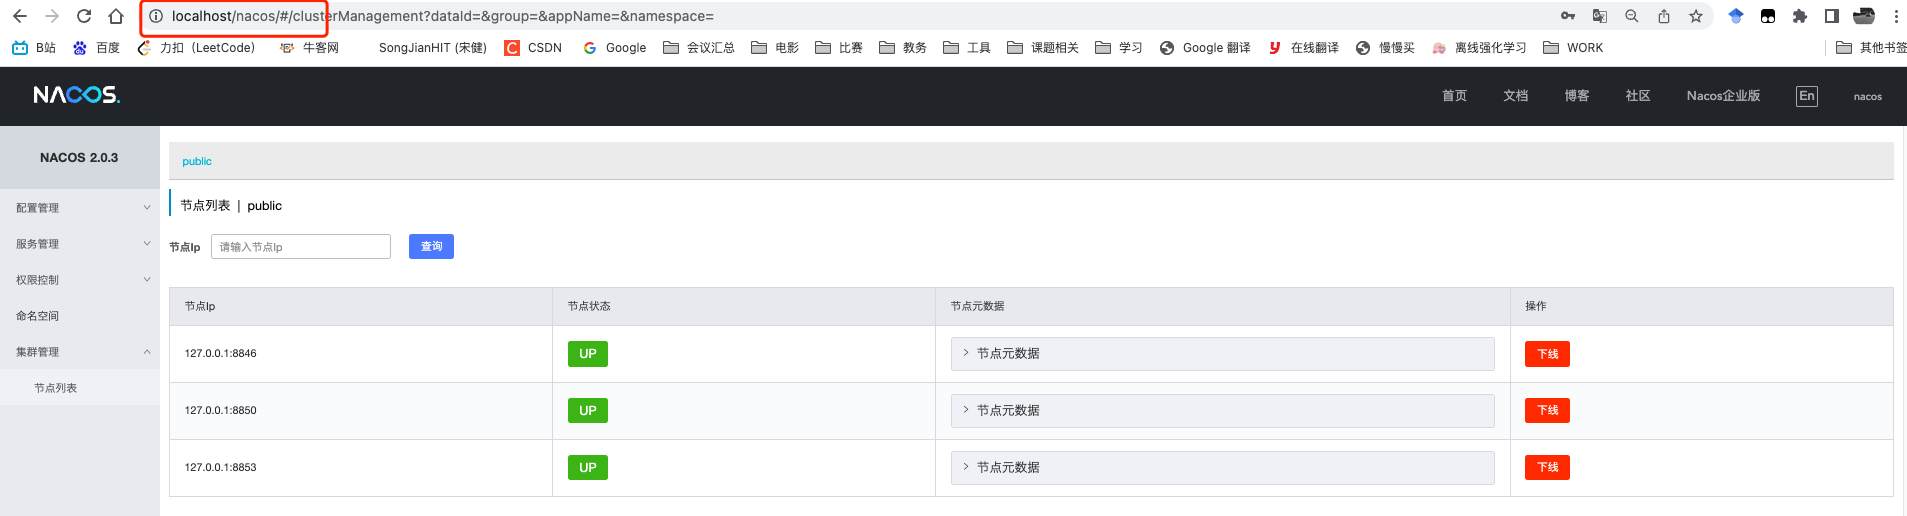 localhost/nacos/#/clusterManagement?dataId=&group=&appName=&namespace=
B站 百度 力扣（LeetCode） 牛客网 SongJianHIT (宋健) CSDN Google 会议汇总 电影 比赛 教务 工具 课题相关 学习 Google 翻译 在线翻译 慢慢买 离线强化学习 WORK 其他书签
NACOS. 首页 文档 博客 社区 Nacos企业版 En nacos
NACOS 2.0.3
配置管理
服务管理
权限控制
命名空间
集群管理
节点列表
public
节点列表 | public
节点Ip 请输入节点Ip 查询
节点Ip 节点状态 节点元数据 操作
127.0.0.1:8846 UP 节点元数据 下线
127.0.0.1:8850 UP 节点元数据 下线
127.0.0.1:8853 UP 节点元数据 下线